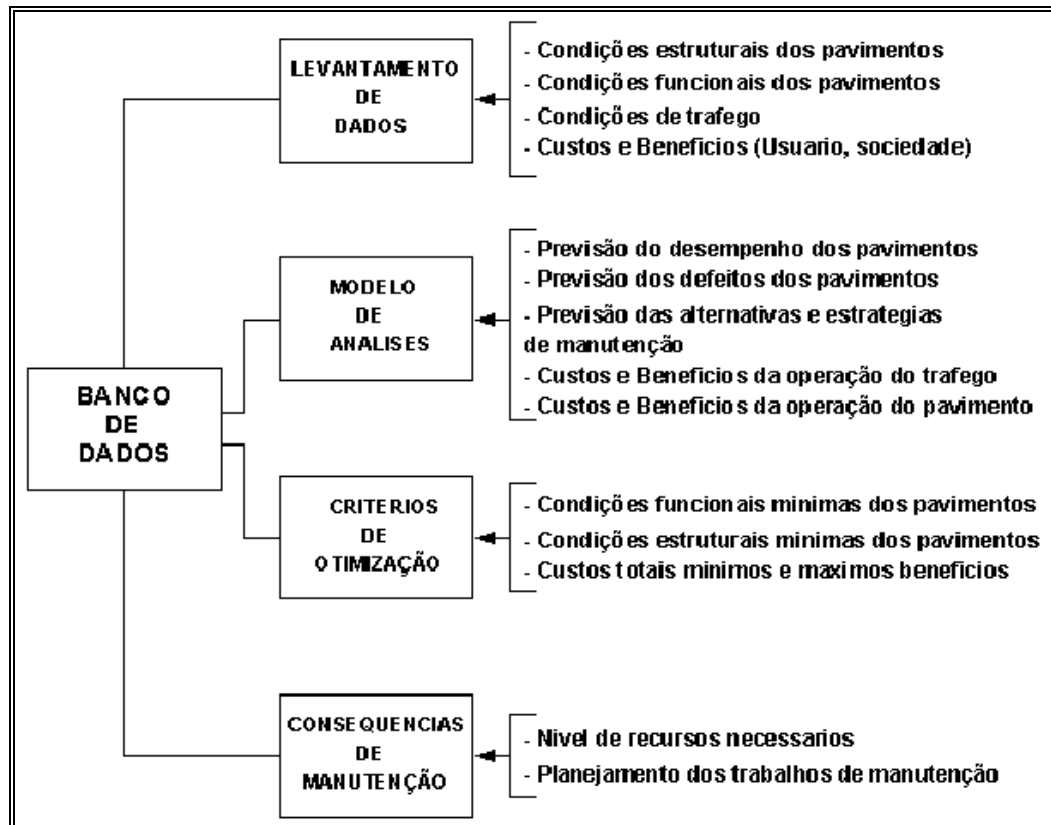 LEVANTAMENTO
DE
DADOS
- Condições estruturais dos pavimentos
- Condições funcionais dos pavimentos
- Condições de trafego
- Custos e Beneficios (Usuario, sociedade)
MODELO
DE
ANALISES
- Previsão do desempenho dos pavimentos
- Previsão dos defeitos dos pavimentos
- Previsão das alternativas e estrategias
de manutenção
- Custos e Beneficios da operação do trafego
- Custos e Beneficios da operação do pavimento
BANCO
DE
DADOS
CRITERIOS
DE
OTIMIZAÇÃO
- Condições funcionais minimas dos pavimentos
- Condições estruturais minimas dos pavimentos
- Custos totais minimos e maximos beneficios
CONSEQUENCIAS
DE
MANUTENÇÃO
- Nivel de recursos necessarios
- Planejamento dos trabalhos de manutenção